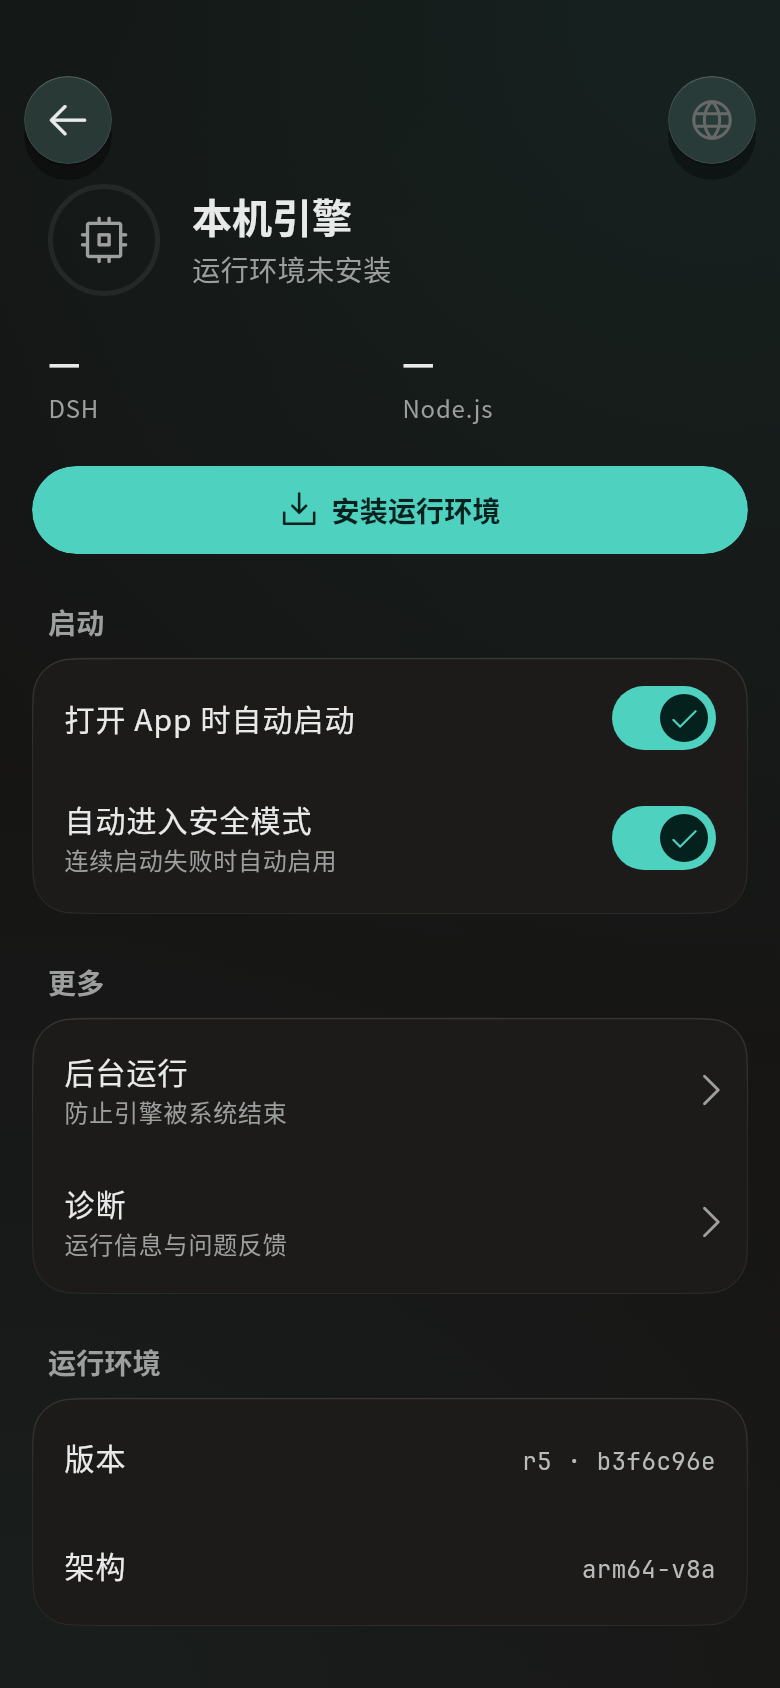 本机引擎
运行环境未安装
—
DSH
—
Node.js
安装运行环境
启动
打开 App 时自动启动
自动进入安全模式
连续启动失败时自动启用
更多
后台运行
防止引擎被系统结束
诊断
运行信息与问题反馈
运行环境
版本
r5 · b3f6c96e
架构
arm64-v8a